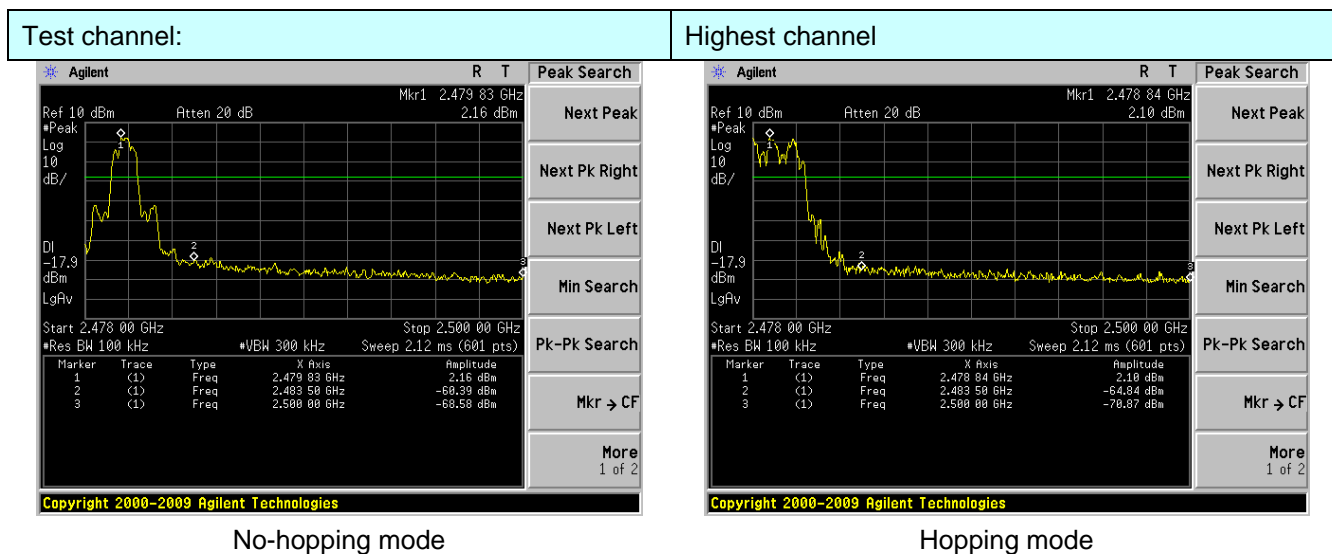 Test channel: Highest channel
Agilent R T Peak Search
Mkr1 2.479 83 GHz
Ref 10 dBm Atten 20 dB 2.16 dBm
#Peak
Log
10
dB/
DI
-17.9
dBm
LgAv
1
2
3
Start 2.478 00 GHz Stop 2.500 00 GHz
#Res BW 100 kHz #VBW 300 kHz Sweep 2.12 ms (601 pts)
Marker Trace Type X Axis Amplitude
1 (1) Freq 2.479 83 GHz 2.16 dBm
2 (1) Freq 2.483 50 GHz -60.39 dBm
3 (1) Freq 2.500 00 GHz -68.58 dBm
Next Peak
Next Pk Right
Next Pk Left
Min Search
Pk-Pk Search
Mkr → CF
More
1 of 2
Copyright 2000-2009 Agilent Technologies
No-hopping mode
Agilent R T Peak Search
Mkr1 2.478 84 GHz
Ref 10 dBm Atten 20 dB 2.10 dBm
#Peak
Log
10
dB/
DI
-17.9
dBm
LgAv
1
2
3
Start 2.478 00 GHz Stop 2.500 00 GHz
#Res BW 100 kHz #VBW 300 kHz Sweep 2.12 ms (601 pts)
Marker Trace Type X Axis Amplitude
1 (1) Freq 2.478 84 GHz 2.10 dBm
2 (1) Freq 2.483 50 GHz -64.84 dBm
3 (1) Freq 2.500 00 GHz -70.87 dBm
Next Peak
Next Pk Right
Next Pk Left
Min Search
Pk-Pk Search
Mkr → CF
More
1 of 2
Copyright 2000-2009 Agilent Technologies
Hopping mode